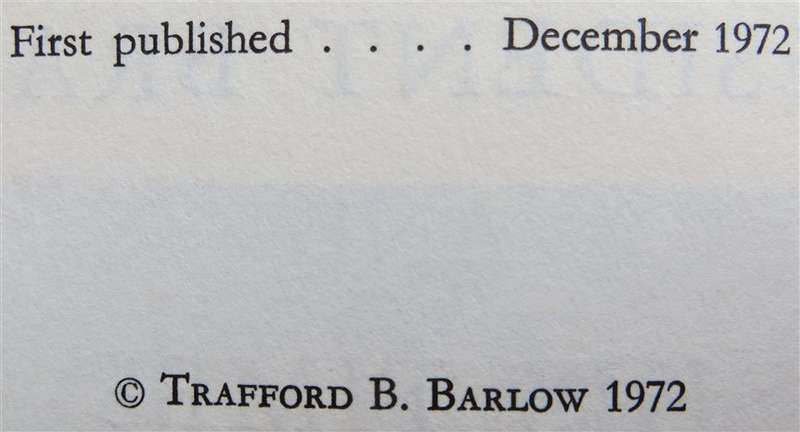 First published . . . . December 1972
© TRAFFORD B. BARLOW 1972